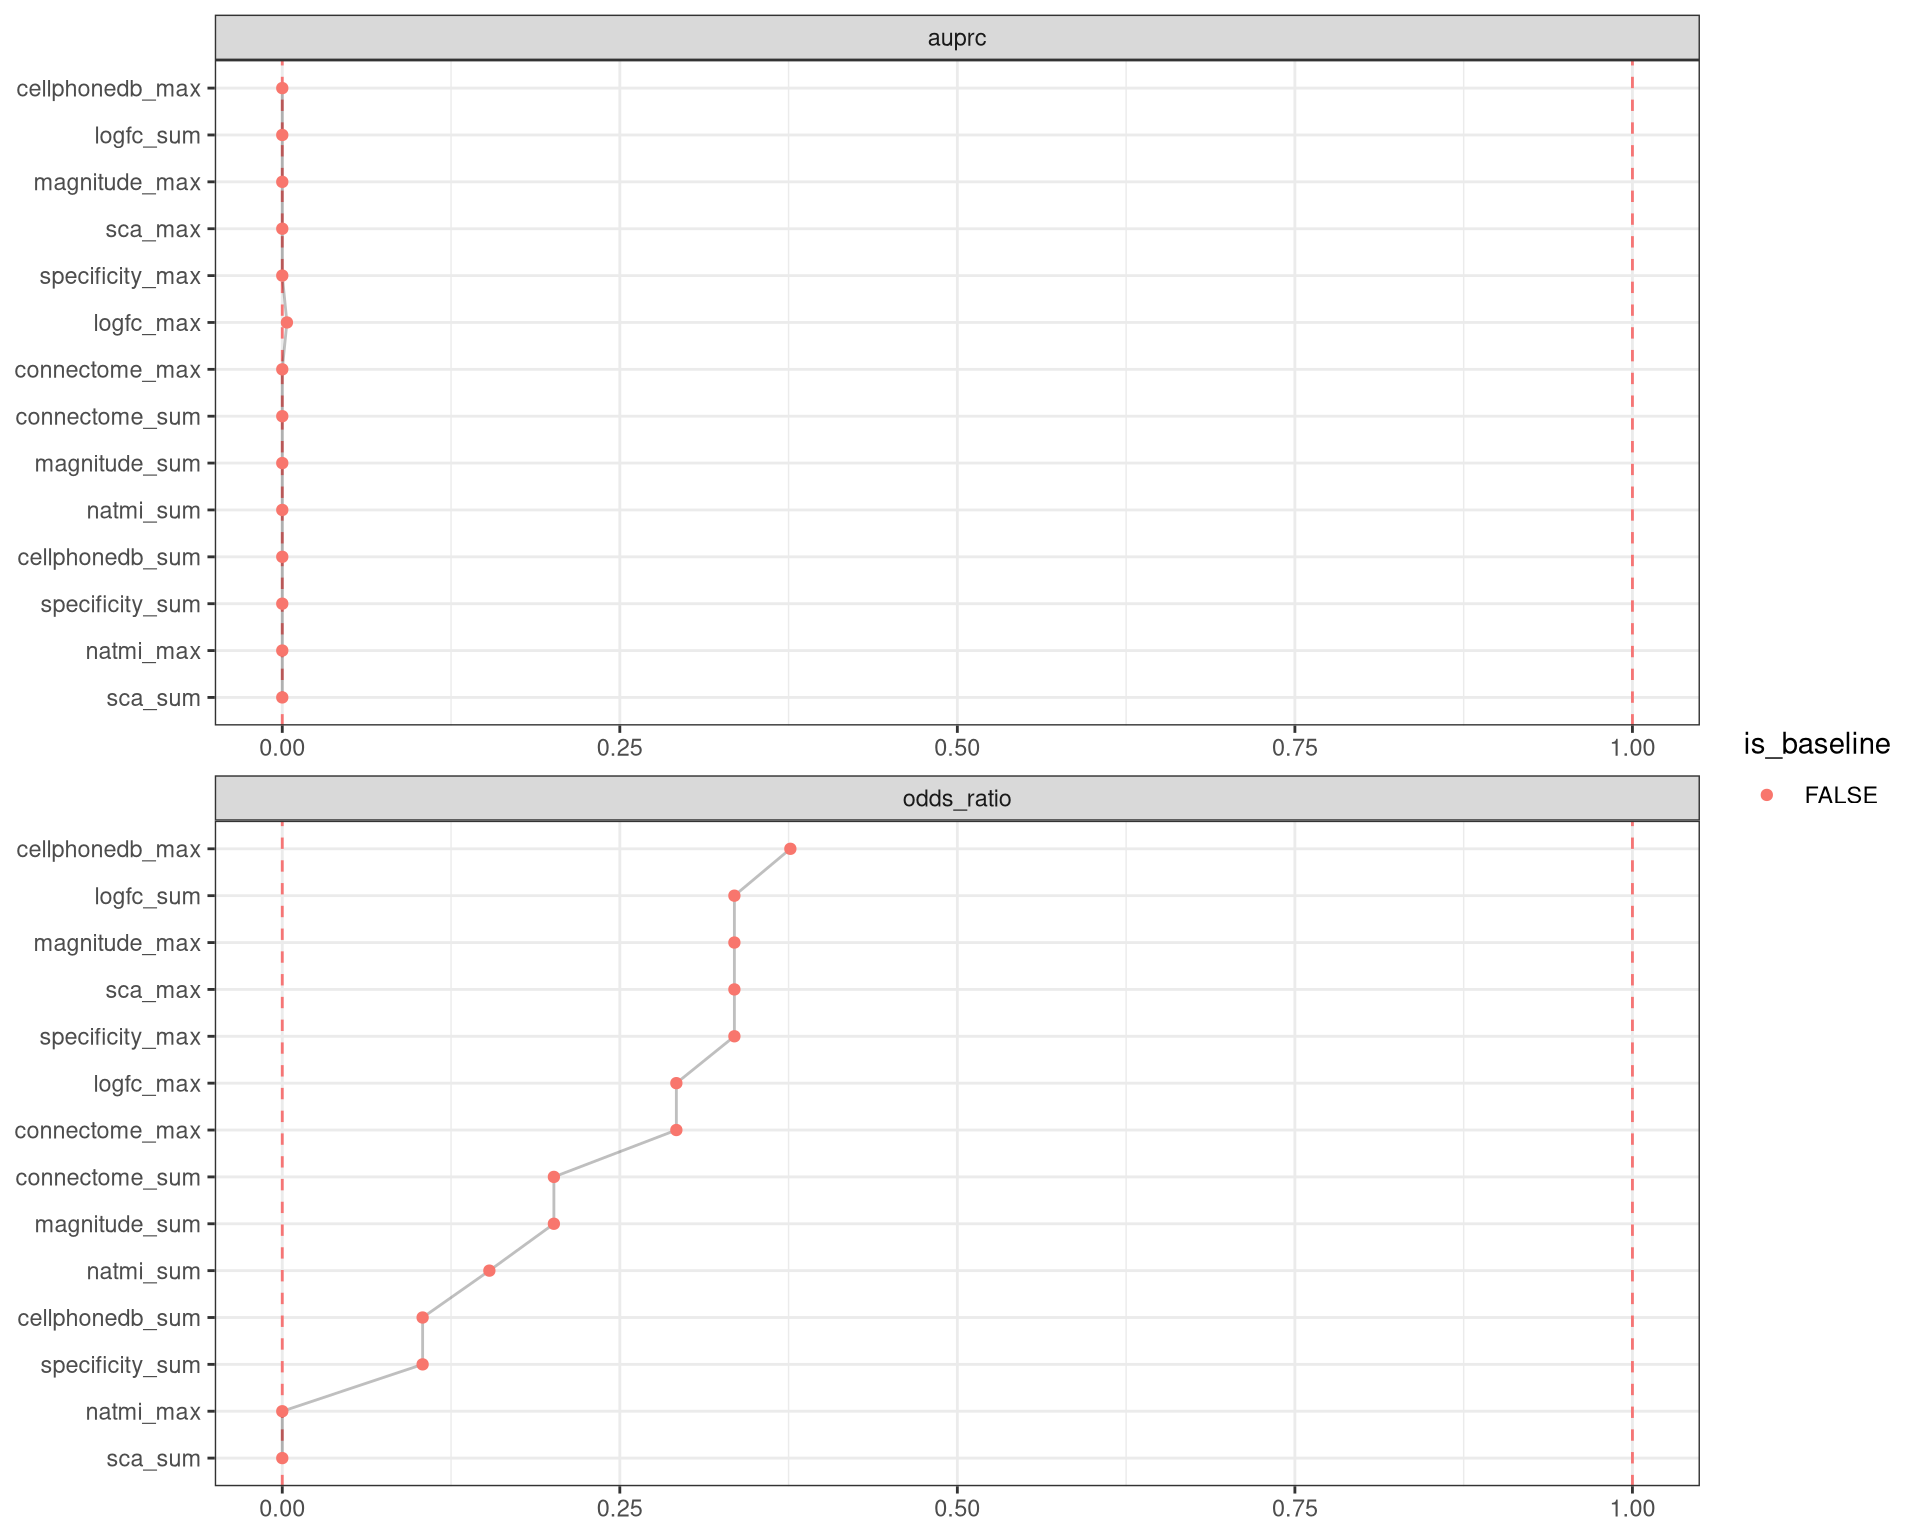 auprc
cellphonedb_max
logfc_sum
magnitude_max
sca_max
specificity_max
logfc_max
connectome_max
connectome_sum
magnitude_sum
natmi_sum
cellphonedb_sum
specificity_sum
natmi_max
sca_sum
0.00 0.25 0.50 0.75 1.00
is_baseline
FALSE
odds_ratio
cellphonedb_max
logfc_sum
magnitude_max
sca_max
specificity_max
logfc_max
connectome_max
connectome_sum
magnitude_sum
natmi_sum
cellphonedb_sum
specificity_sum
natmi_max
sca_sum
0.00 0.25 0.50 0.75 1.00